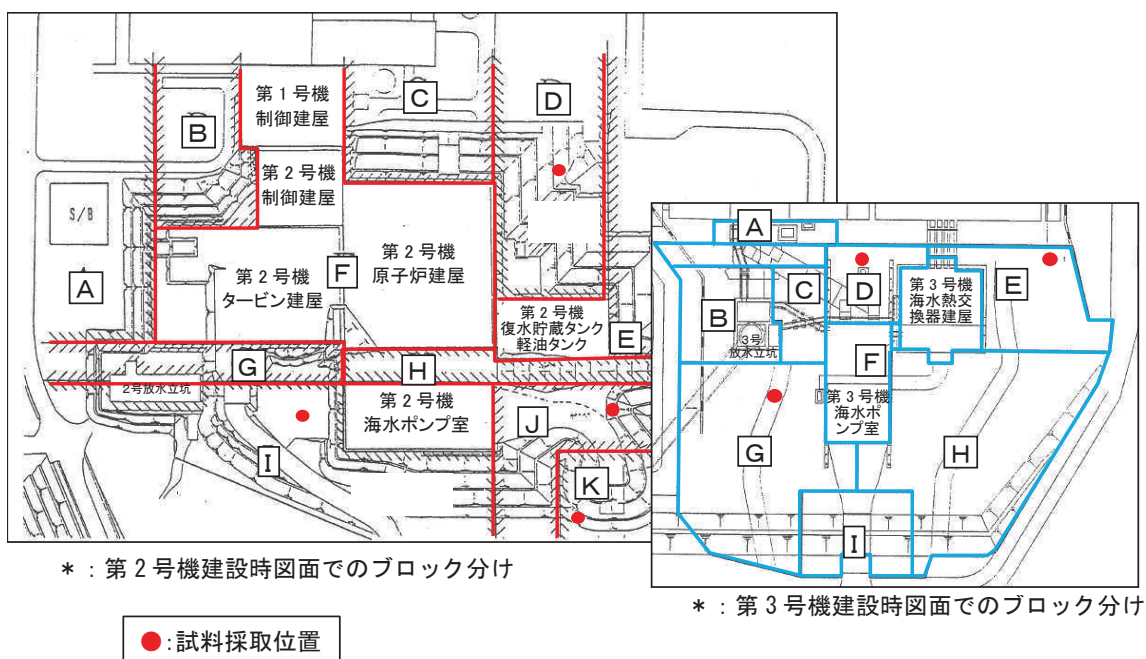 第1号機
制御建屋
C
D
B
第2号機
制御建屋
S/B
A
第2号機
タービン建屋
F
第2号機
原子炉建屋
第2号機
復水貯蔵タンク
軽油タンク
E
G
H
2号放水立坑
第2号機
海水ポンプ室
J
I
K
*：第2号機建設時図面でのブロック分け
A
B
C
D
第3号機
海水熱交
換器建屋
E
3号
放水立坑
F
第3号機
海水ポ
ンプ室
G
H
I
*：第3号機建設時図面でのブロック分け
●:試料採取位置